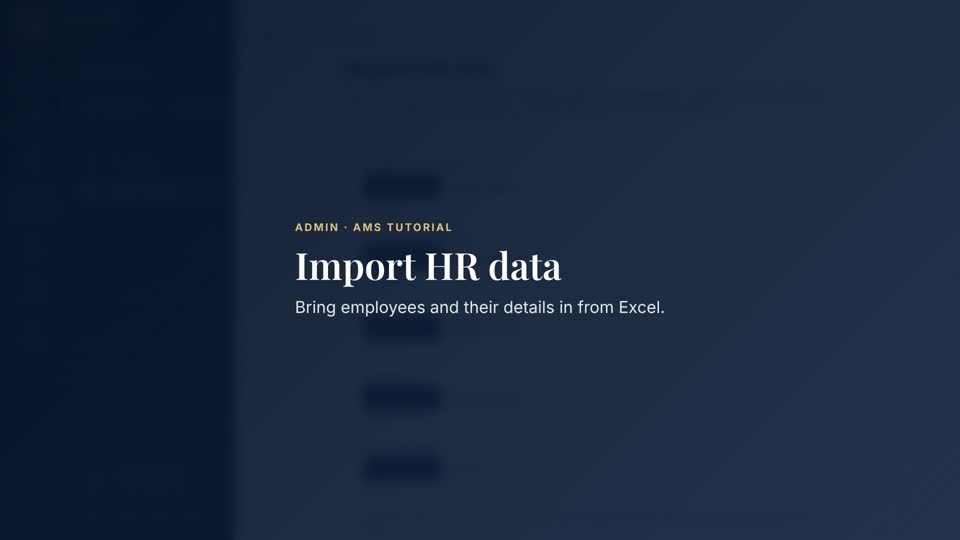 ADMIN · AMS TUTORIAL
Import HR data
Bring employees and their details in from Excel.